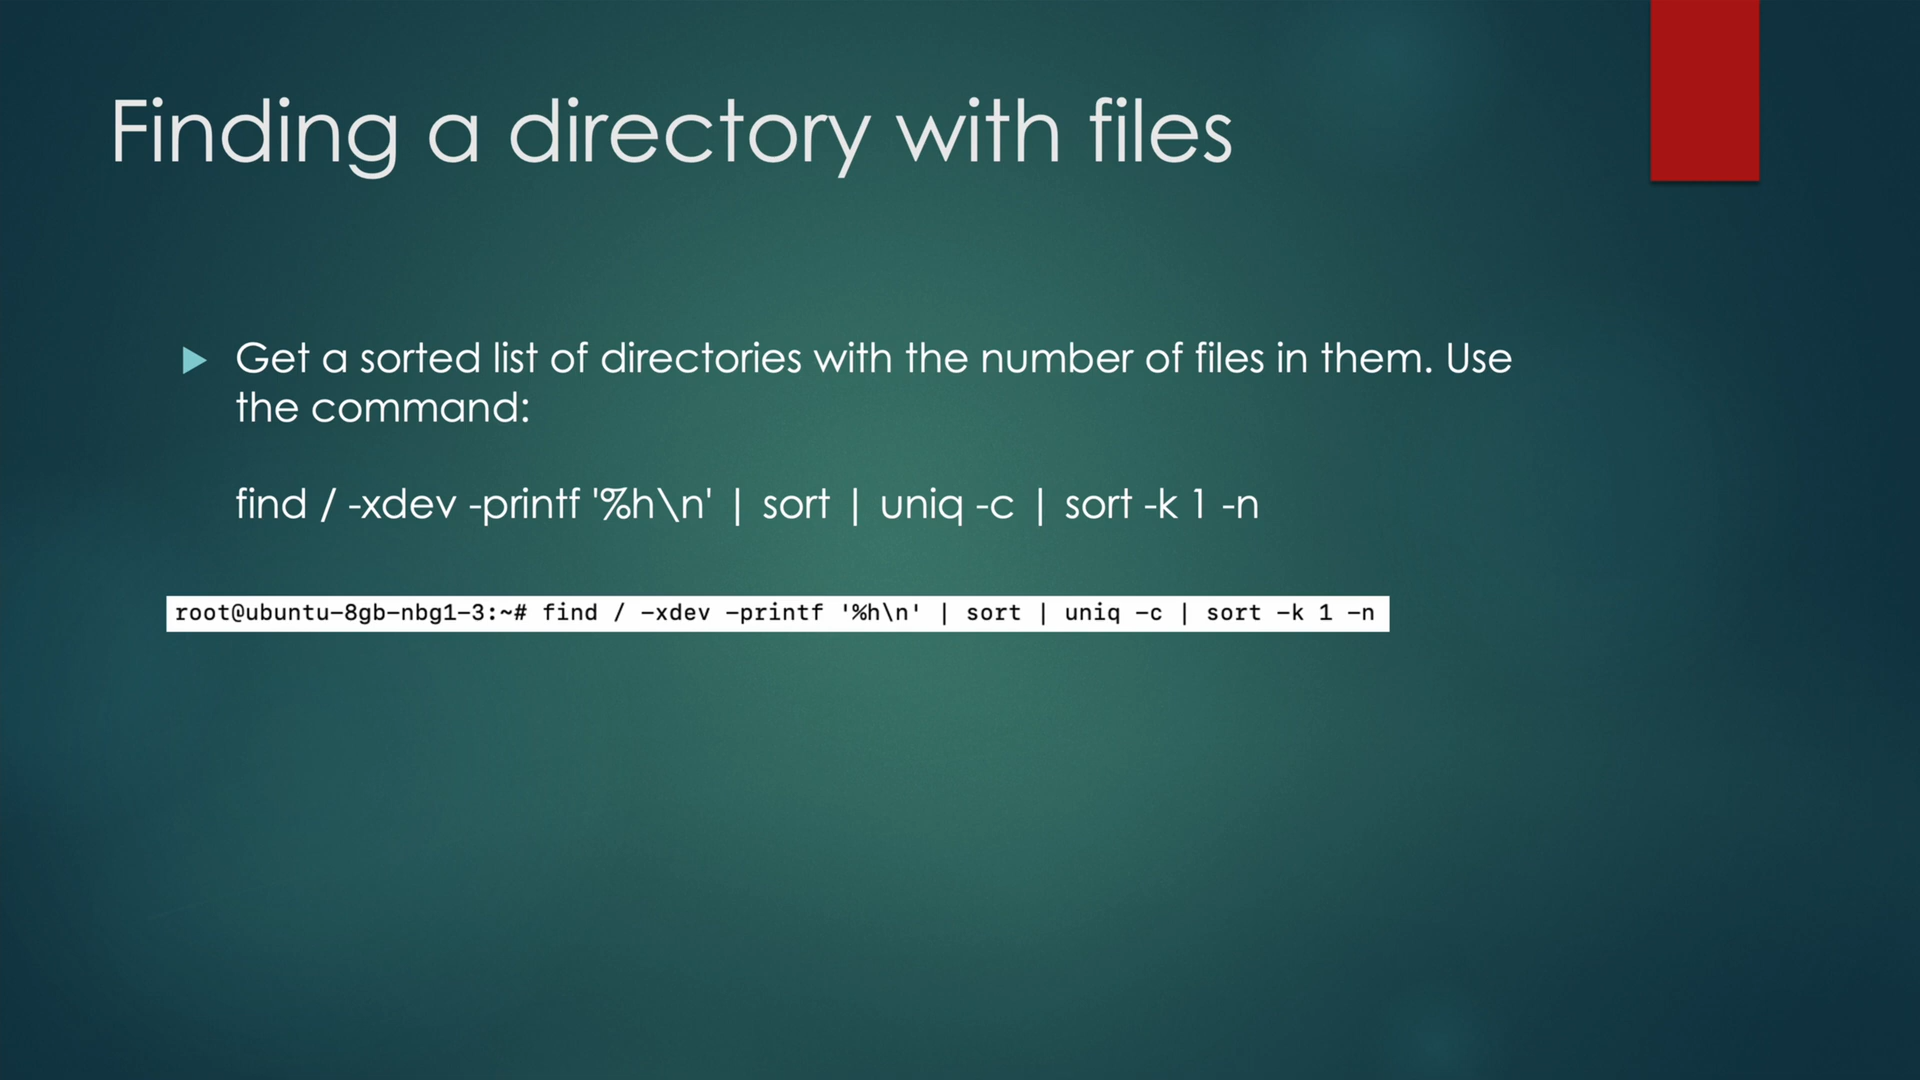 Finding a directory with files
Get a sorted list of directories with the number of files in them. Use
the command:
find / -xdev -printf '%h\n' | sort | uniq -c | sort -k 1 -n
root@ubuntu-8gb-nbg1-3:~# find / -xdev -printf '%h\n' | sort | uniq -c | sort -k 1 -n